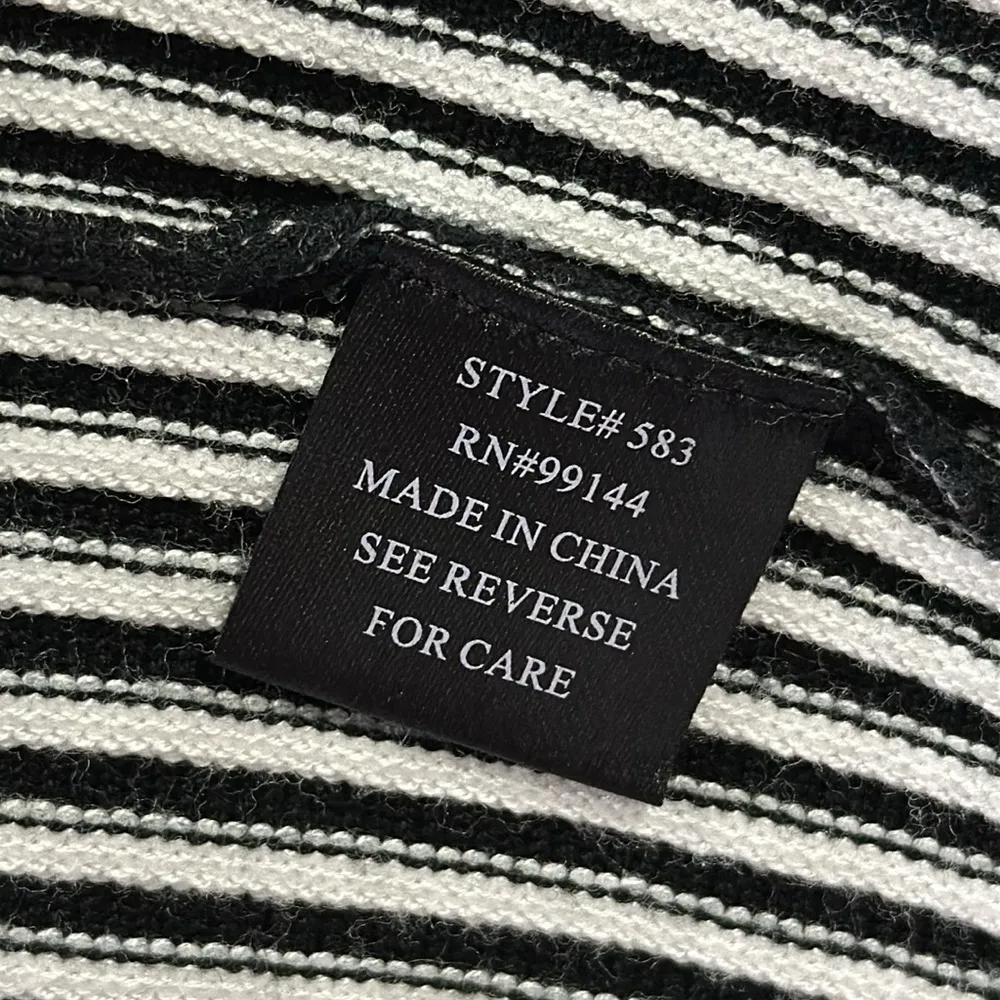 STYLE# 583
RN#99144
MADE IN CHINA
SEE REVERSE
FOR CARE